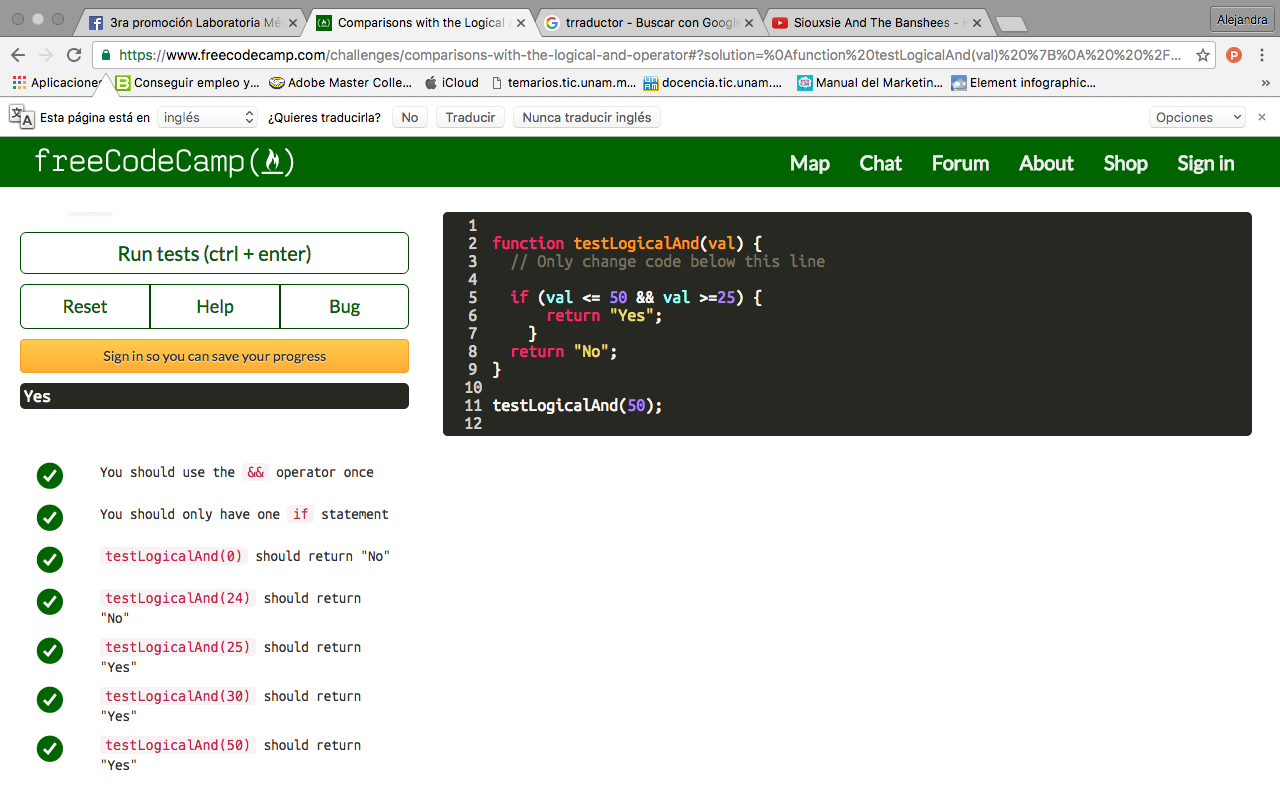 3ra promoción Laboratoria Mé
Comparisons with the Logical
trraductor - Buscar con Google
Siouxsie And The Banshees -
Alejandra
https://www.freecodecamp.com/challenges/comparisons-with-the-logical-and-operator#?solution=%0Afunction%20testLogicalAnd(val)%20%7B%0A%20%20%2F...
Aplicaciones
Conseguir empleo y...
Adobe Master Colle...
iCloud
temarios.tic.unam.m...
docencia.tic.unam....
Manual del Marketin...
Element infographic...
»
Esta página está en
inglés
¿Quieres traducirla?
No
Traducir
Nunca traducir inglés
Opciones
freeCodeCamp
Map
Chat
Forum
About
Shop
Sign in
Run tests (ctrl + enter)
Reset
Help
Bug
Sign in so you can save your progress
Yes
You should use the && operator once
You should only have one if statement
testLogicalAnd(0) should return "No"
testLogicalAnd(24) should return
"No"
testLogicalAnd(25) should return
"Yes"
testLogicalAnd(30) should return
"Yes"
testLogicalAnd(50) should return
"Yes"
1
2 function testLogicalAnd(val) {
3 // Only change code below this line
4
5 if (val <= 50 && val >=25) {
6 return "Yes";
7 }
8 return "No";
9 }
10
11 testLogicalAnd(50);
12